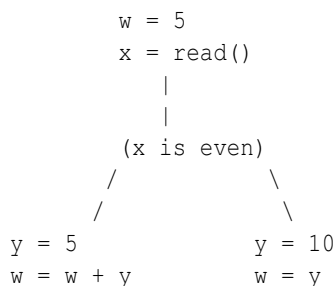 w = 5
x = read()
|
|
(x is even)
/ \
/ \
y = 5 y = 10
w = w + y w = y